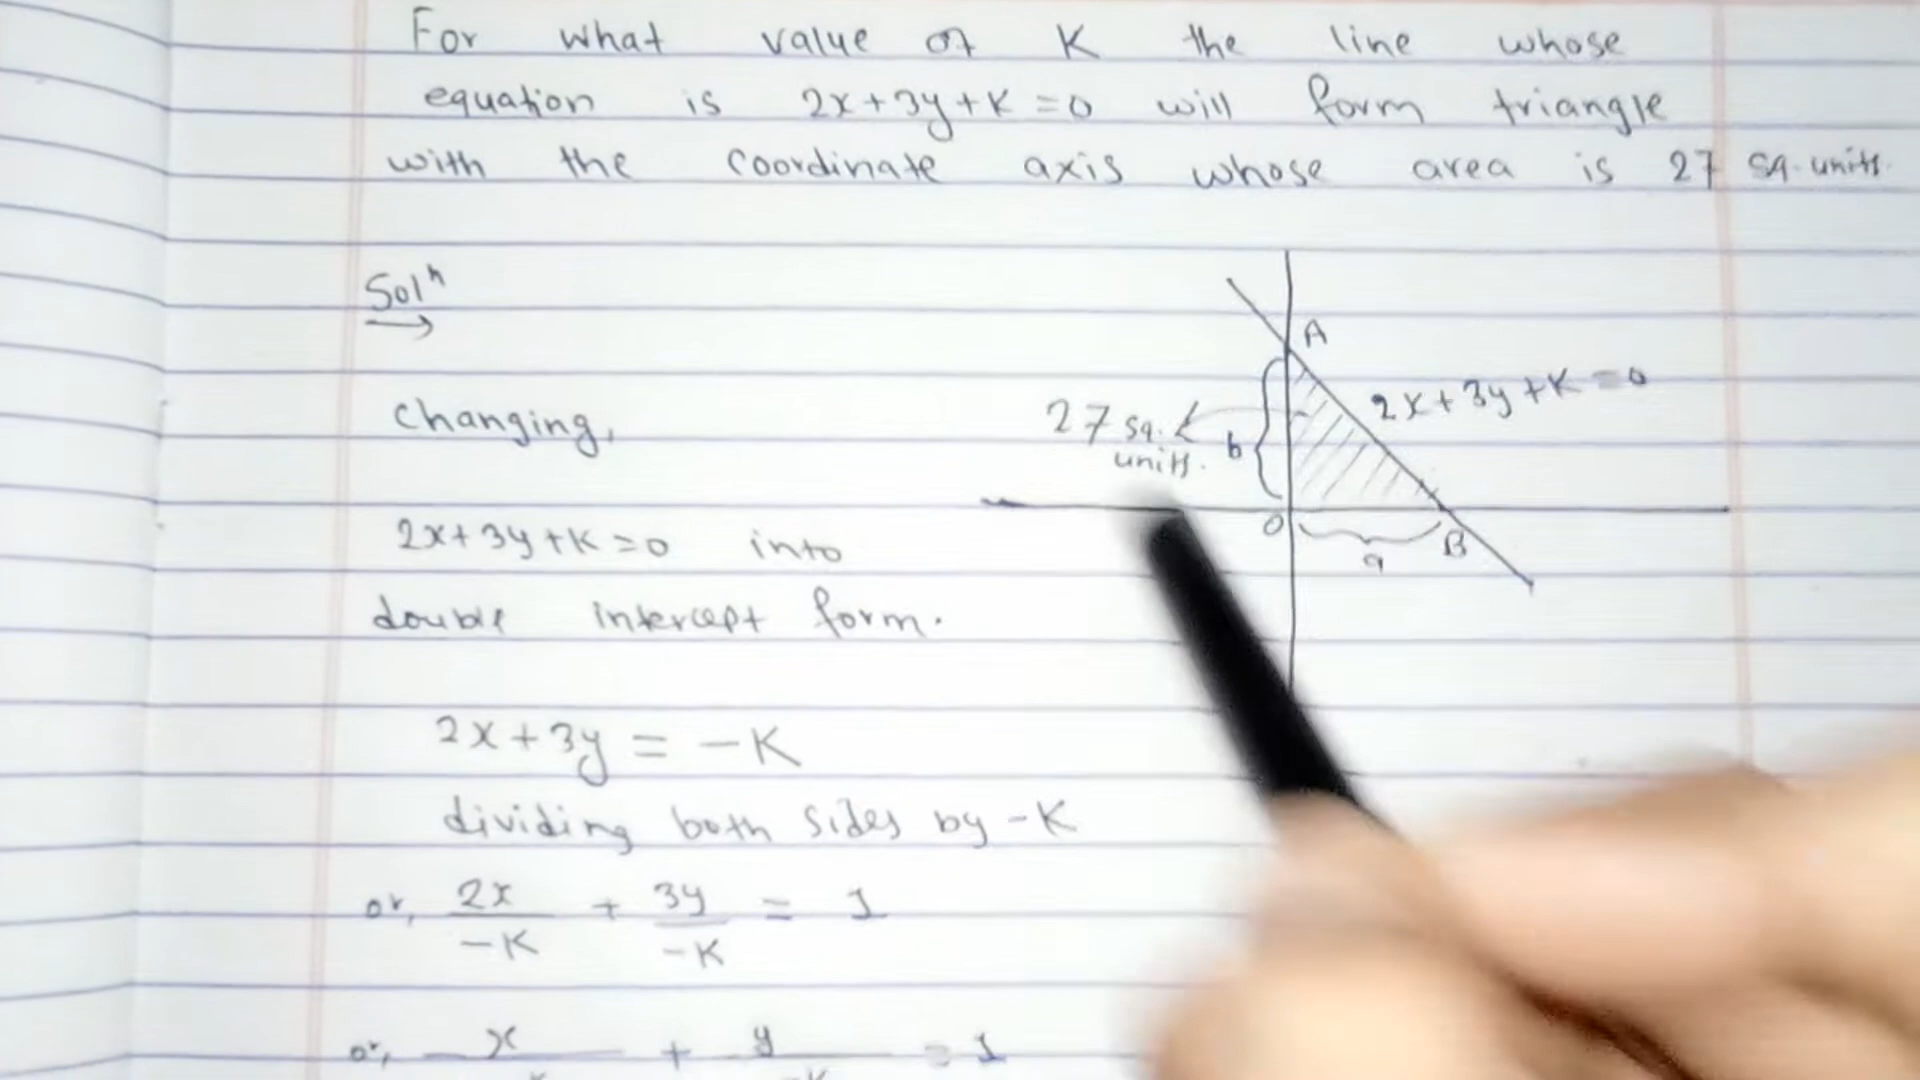 For what value of K the line whose
equation is 2x+3y+K=0 will form triangle
with the coordinate axis whose area is 27 sq.units.
Solⁿ
A
Changing,
27 sq.
units.
b
2x+3y+K=0
O
a
B
2x+3y+K=0 into
double intercept form.
2x+3y = -K
dividing both sides by -K
or, 2x/-K + 3y/-K = 1
or, x + y = 1